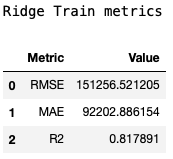 Ridge Train metrics
Metric Value
0 RMSE 151256.521205
1 MAE 92202.886154
2 R2 0.817891